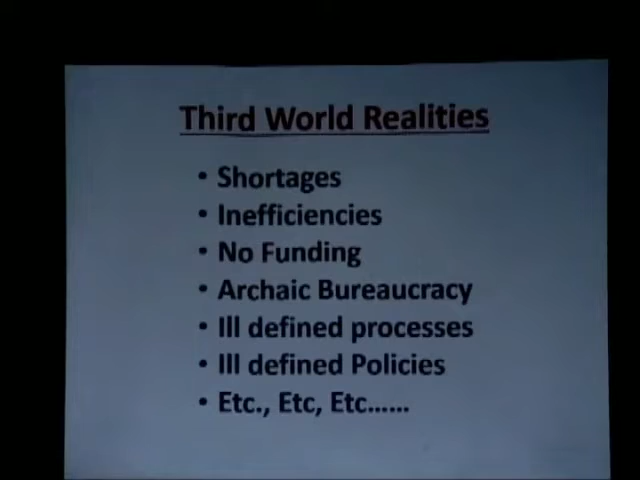 Third World Realities
• Shortages
• Inefficiencies
• No Funding
• Archaic Bureaucracy
• Ill defined processes
• Ill defined Policies
• Etc., Etc, Etc......